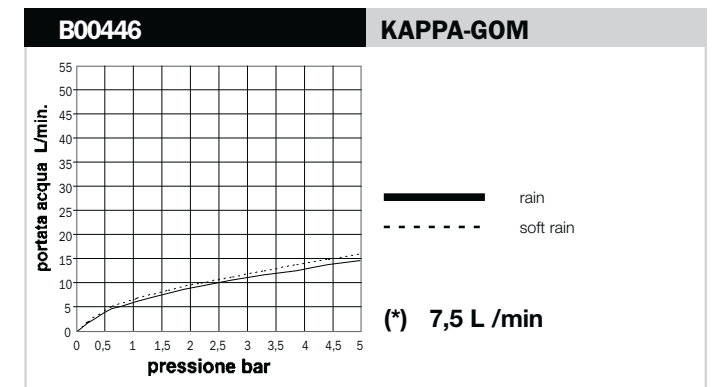 B00446
KAPPA-GOM
portata acqua L/min.
55
50
45
40
35
30
25
20
15
10
5
0
0 0,5 1 1,5 2 2,5 3 3,5 4 4,5 5
pressione bar
rain
soft rain
(*) 7,5 L /min